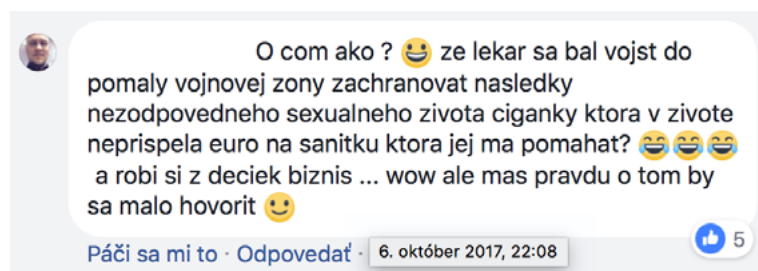 O com ako ? 😀 ze lekar sa bal vojst do
pomaly vojnovej zony zachranovat nasledky
nezodpovedneho sexualneho zivota ciganky ktora v zivote
neprispela euro na sanitku ktora jej ma pomahat? 😂😂😂
a robi si z deciek biznis ... wow ale mas pravdu o tom by
sa malo hovorit 🙂
Páči sa mi to · Odpovedať · 6. október 2017, 22:08
5